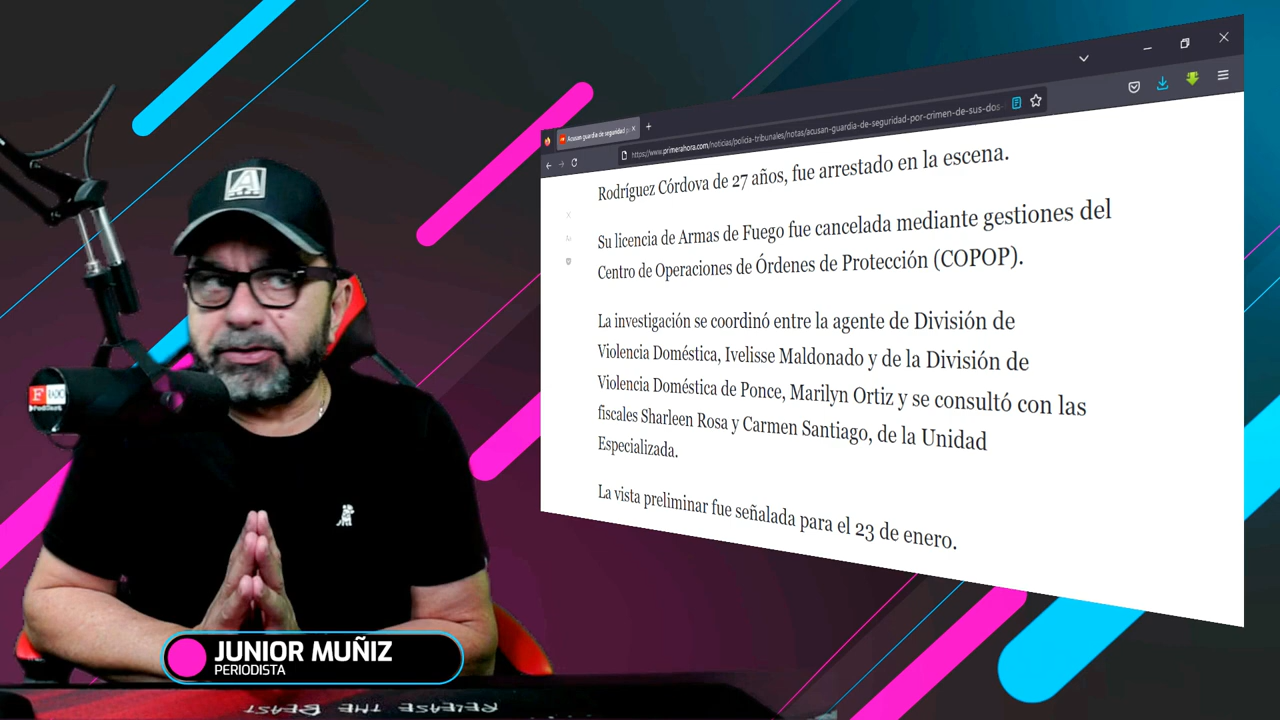 Acusan guardia de seguridad p
https://www.primerahora.com/noticias/policia-tribunales/notas/acusan-guardia-de-seguridad-por-crimen-de-sus-dos-
Rodríguez Córdova de 27 años, fue arrestado en la escena.
Su licencia de Armas de Fuego fue cancelada mediante gestiones del
Centro de Operaciones de Órdenes de Protección (COPOP).
La investigación se coordinó entre la agente de División de
Violencia Doméstica, Ivelisse Maldonado y de la División de
Violencia Doméstica de Ponce, Marilyn Ortiz y se consultó con las
fiscales Sharleen Rosa y Carmen Santiago, de la Unidad
Especializada.
La vista preliminar fue señalada para el 23 de enero.
A
F RADIO
JUNIOR MUÑIZ
PERIODISTA
RELEASE THE BEAST